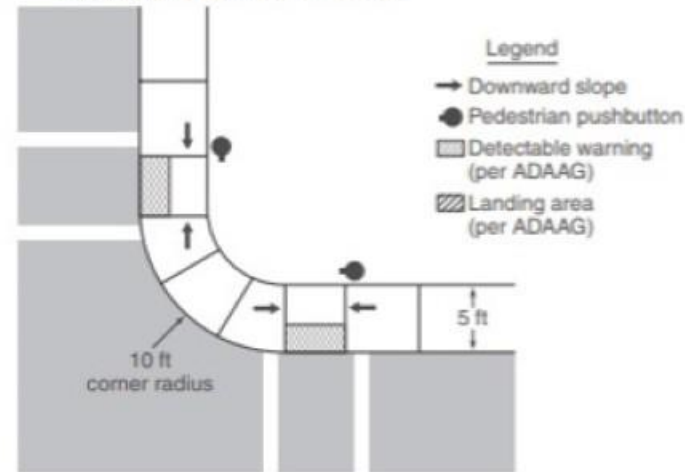 Legend
Downward slope
Pedestrian pushbutton
Detectable warning
(per ADAAG)
Landing area
(per ADAAG)
5 ft
10 ft
corner radius